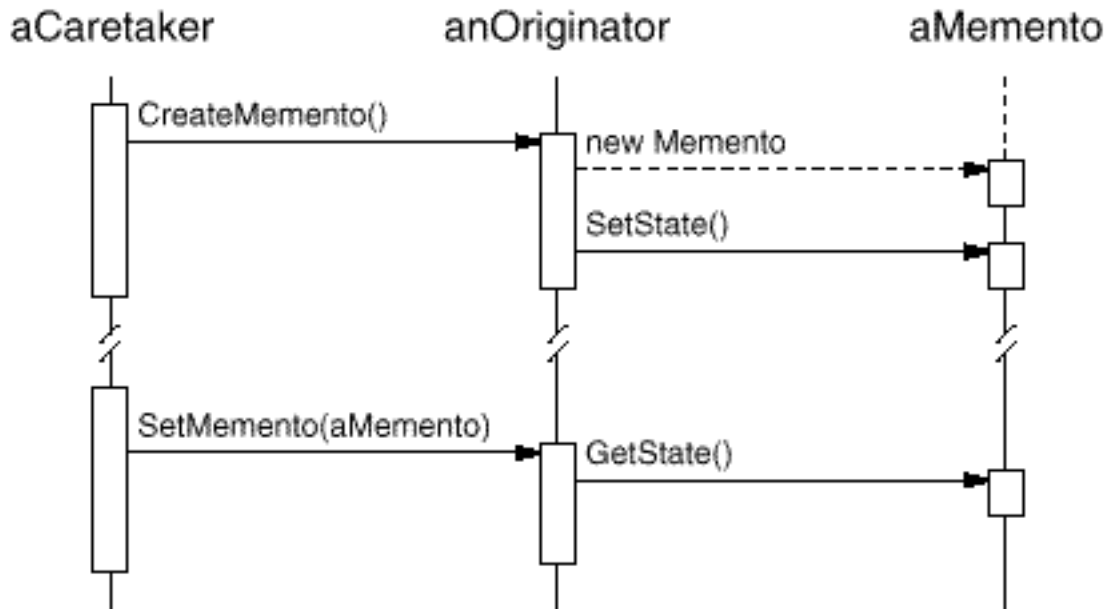 aCaretaker anOriginator aMemento
CreateMemento()
new Memento
SetState()
SetMemento(aMemento)
GetState()